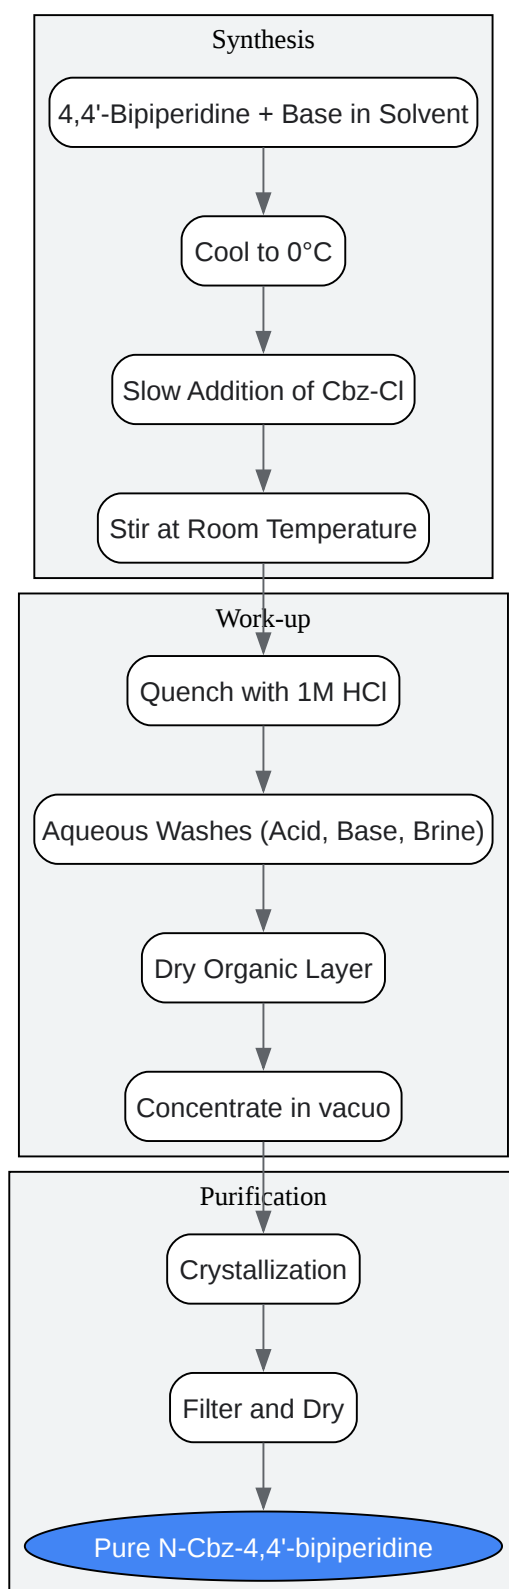 Synthesis
4,4'-Bipiperidine + Base in Solvent
Cool to 0°C
Slow Addition of Cbz-Cl
Stir at Room Temperature
Work-up
Quench with 1M HCl
Aqueous Washes (Acid, Base, Brine)
Dry Organic Layer
Concentrate in vacuo
Purification
Crystallization
Filter and Dry
Pure N-Cbz-4,4'-bipiperidine